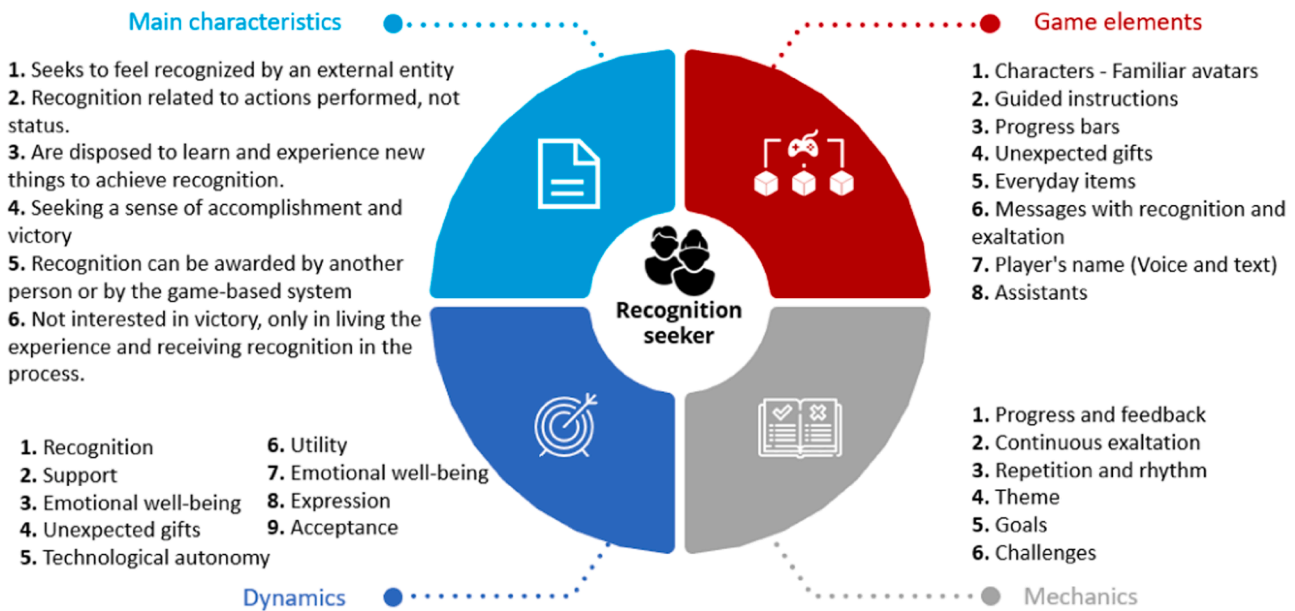 Main characteristics
1. Seeks to feel recognized by an external entity
2. Recognition related to actions performed, not
status.
3. Are disposed to learn and experience new
things to achieve recognition.
4. Seeking a sense of accomplishment and
victory
5. Recognition can be awarded by another
person or by the game-based system
6. Not interested in victory, only in living the
experience and receiving recognition in the
process.
Game elements
1. Characters - Familiar avatars
2. Guided instructions
3. Progress bars
4. Unexpected gifts
5. Everyday items
6. Messages with recognition and
exaltation
7. Player's name (Voice and text)
8. Assistants
Recognition
seeker
1. Recognition
2. Support
3. Emotional well-being
4. Unexpected gifts
5. Technological autonomy
6. Utility
7. Emotional well-being
8. Expression
9. Acceptance
Dynamics
1. Progress and feedback
2. Continuous exaltation
3. Repetition and rhythm
4. Theme
5. Goals
6. Challenges
Mechanics